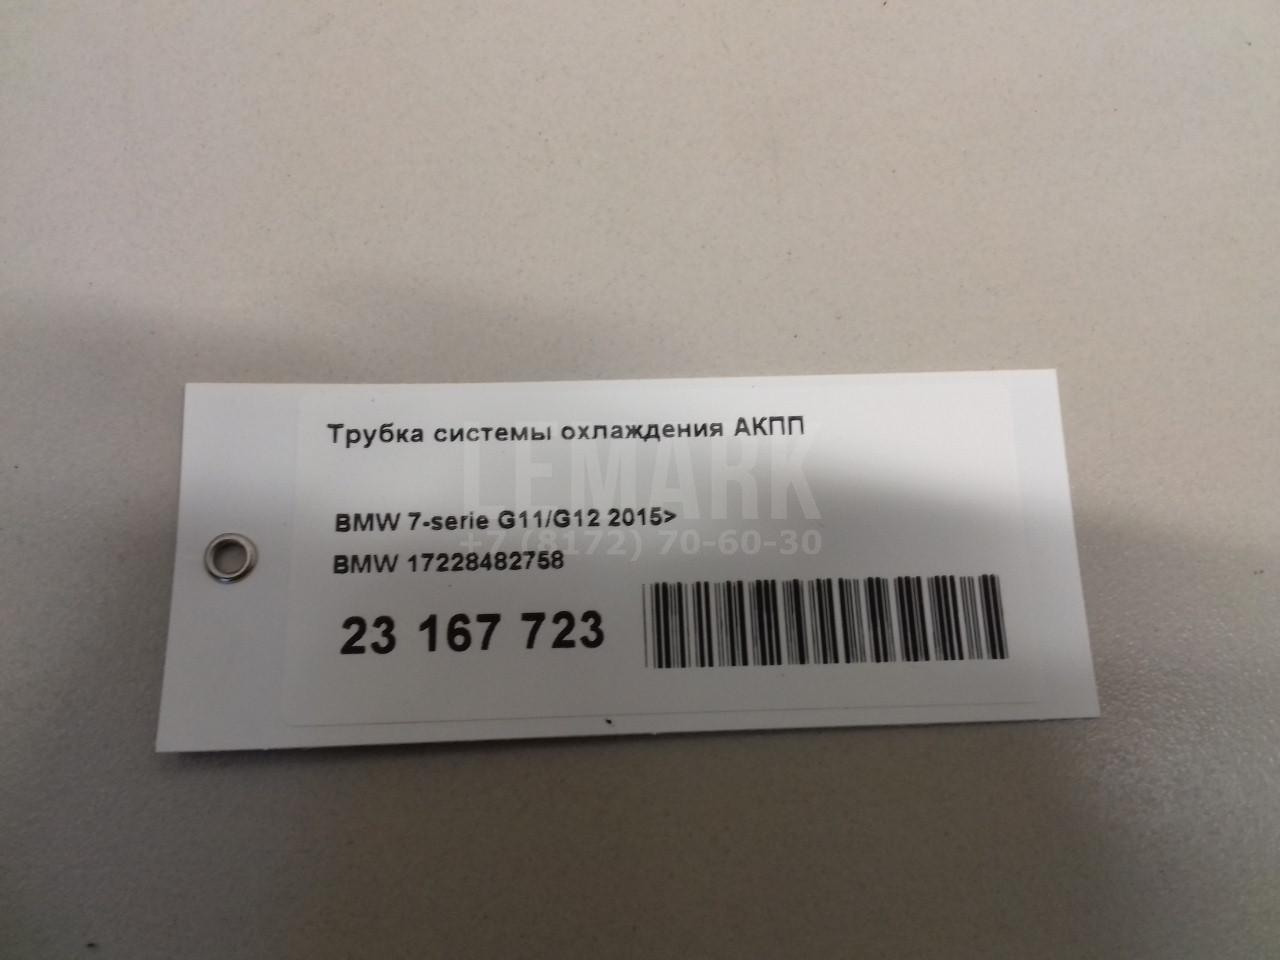 Трубка системы охлаждения АКПП
LEMARK
BMW 7-serie G11/G12 2015>
+7 (8172) 70-60-30
BMW 17228482758
23 167 723